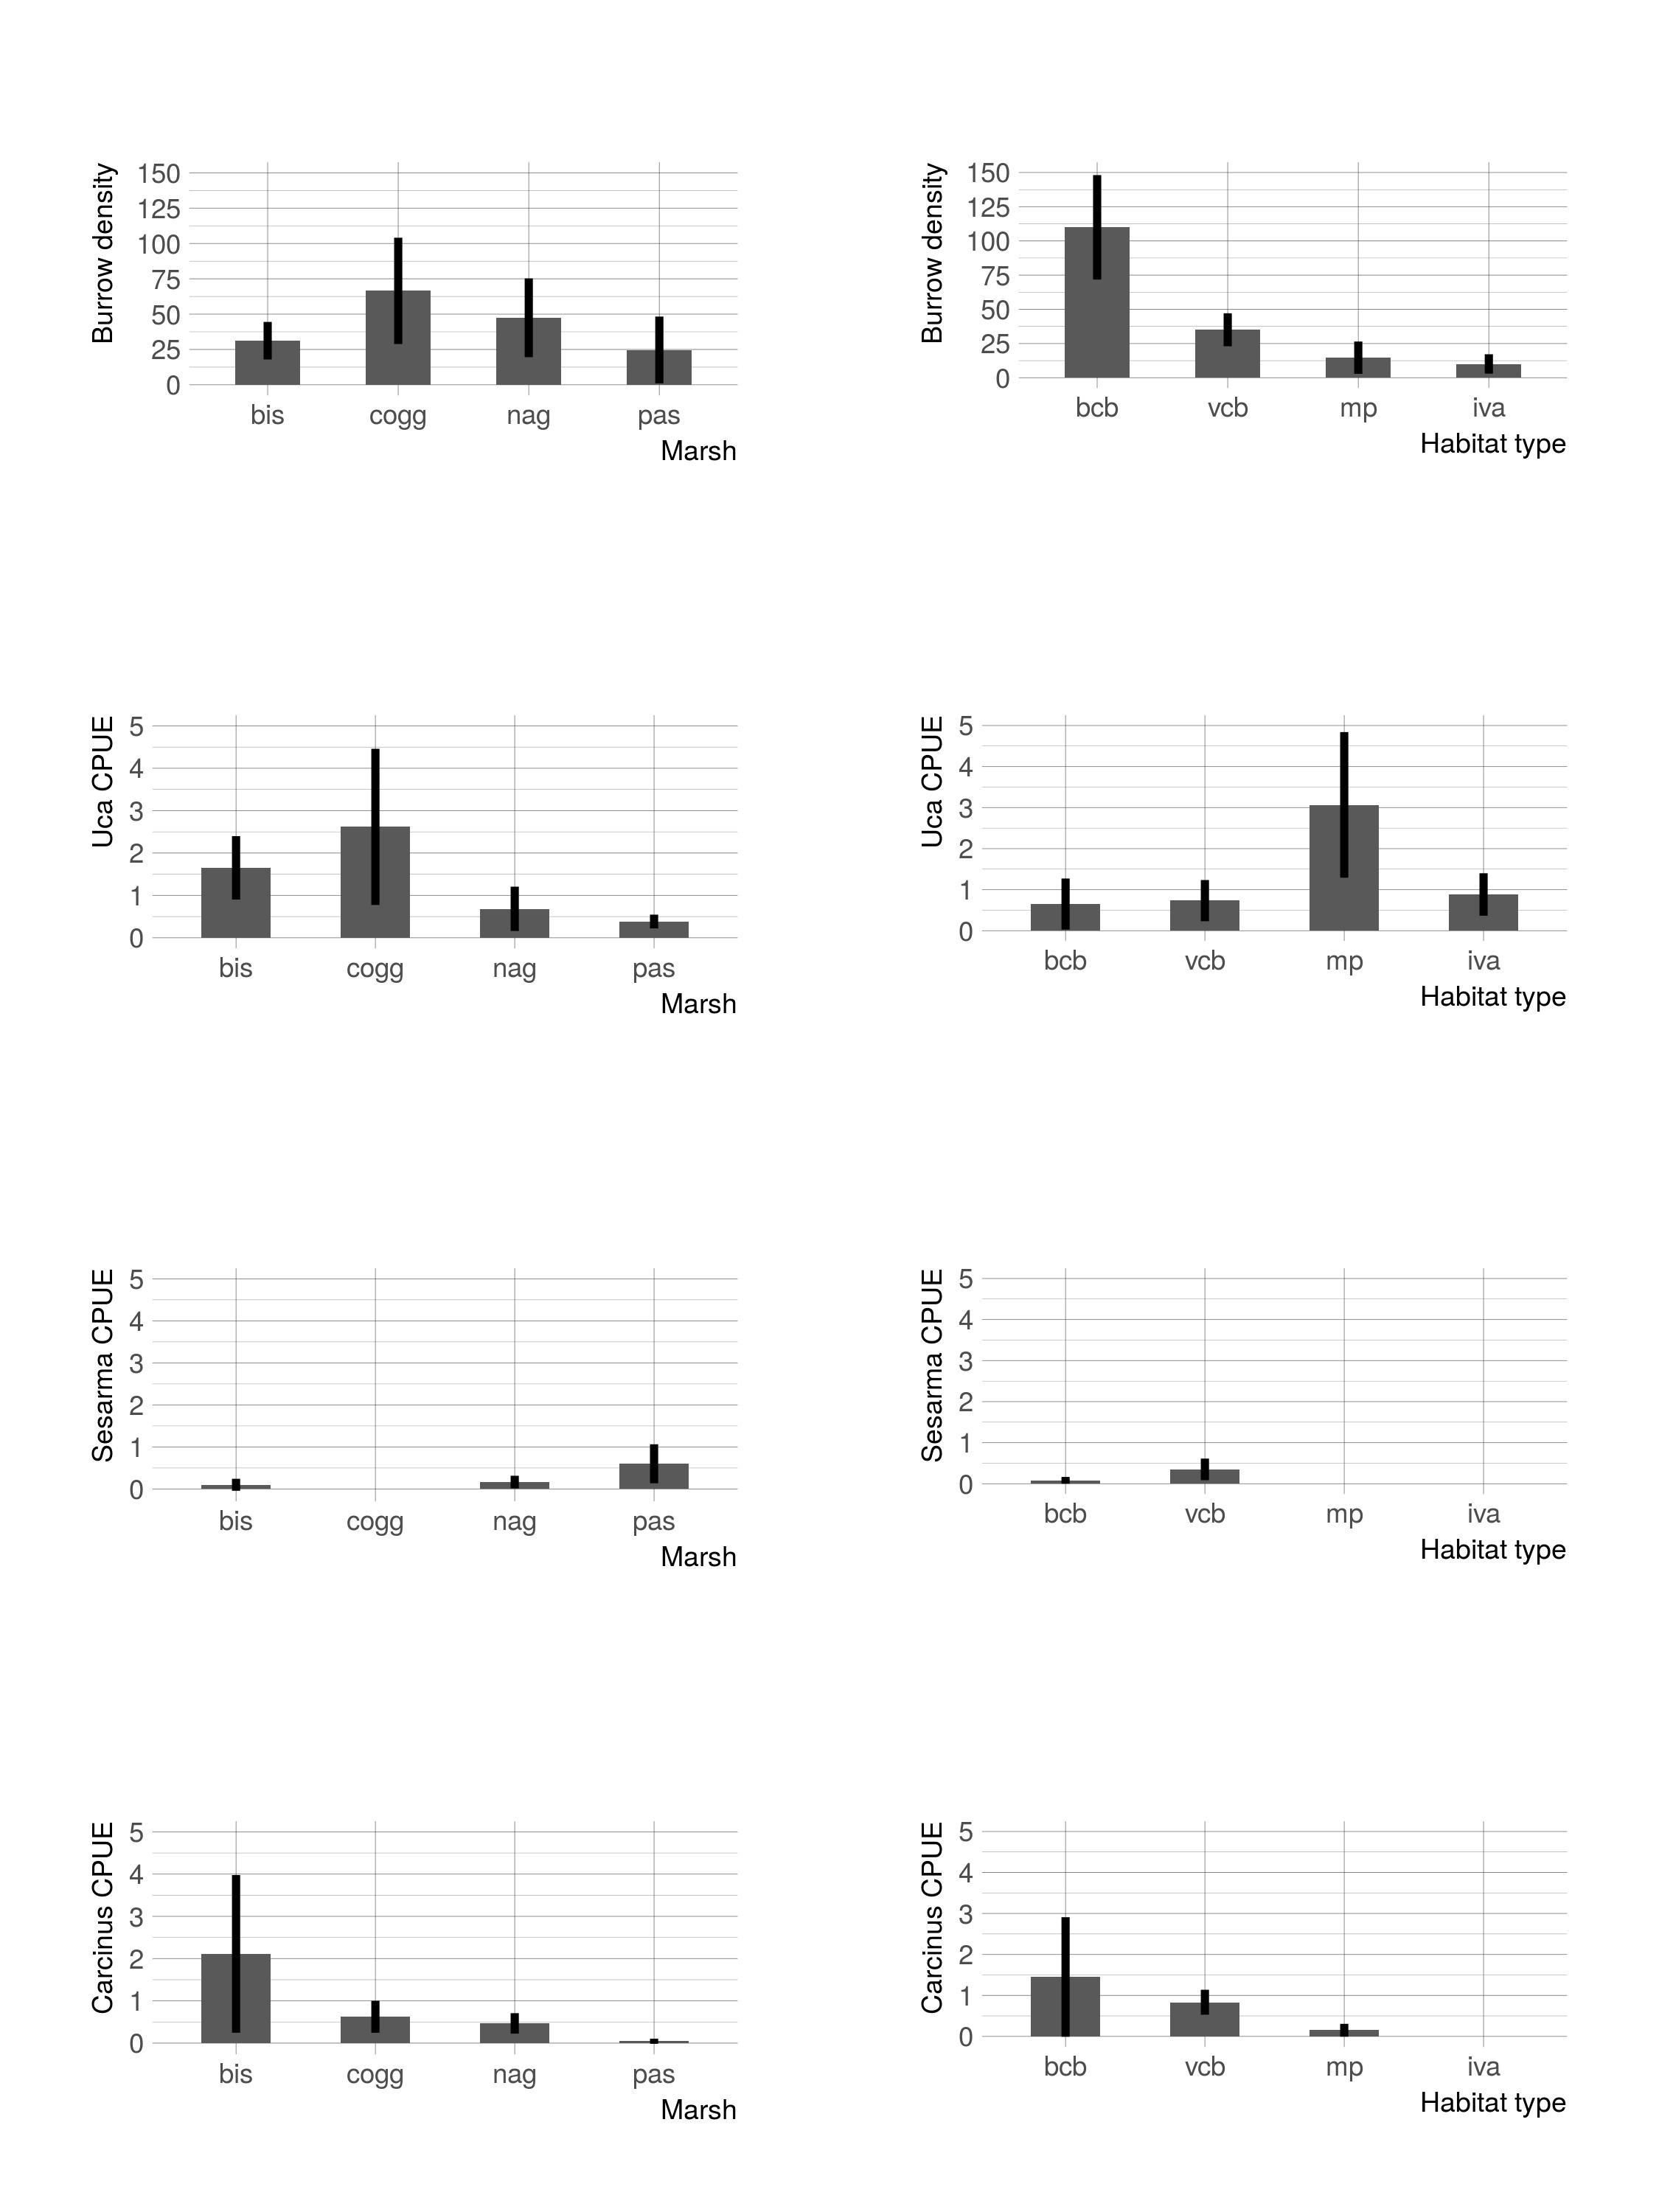 Burrow density
150
125
100
75
50
25
0
bis cogg nag pas
Marsh
Burrow density
150
125
100
75
50
25
0
bcb vcb mp iva
Habitat type
Uca CPUE
5
4
3
2
1
0
bis cogg nag pas
Marsh
Uca CPUE
5
4
3
2
1
0
bcb vcb mp iva
Habitat type
Sesarma CPUE
5
4
3
2
1
0
bis cogg nag pas
Marsh
Sesarma CPUE
5
4
3
2
1
0
bcb vcb mp iva
Habitat type
Carcinus CPUE
5
4
3
2
1
0
bis cogg nag pas
Marsh
Carcinus CPUE
5
4
3
2
1
0
bcb vcb mp iva
Habitat type